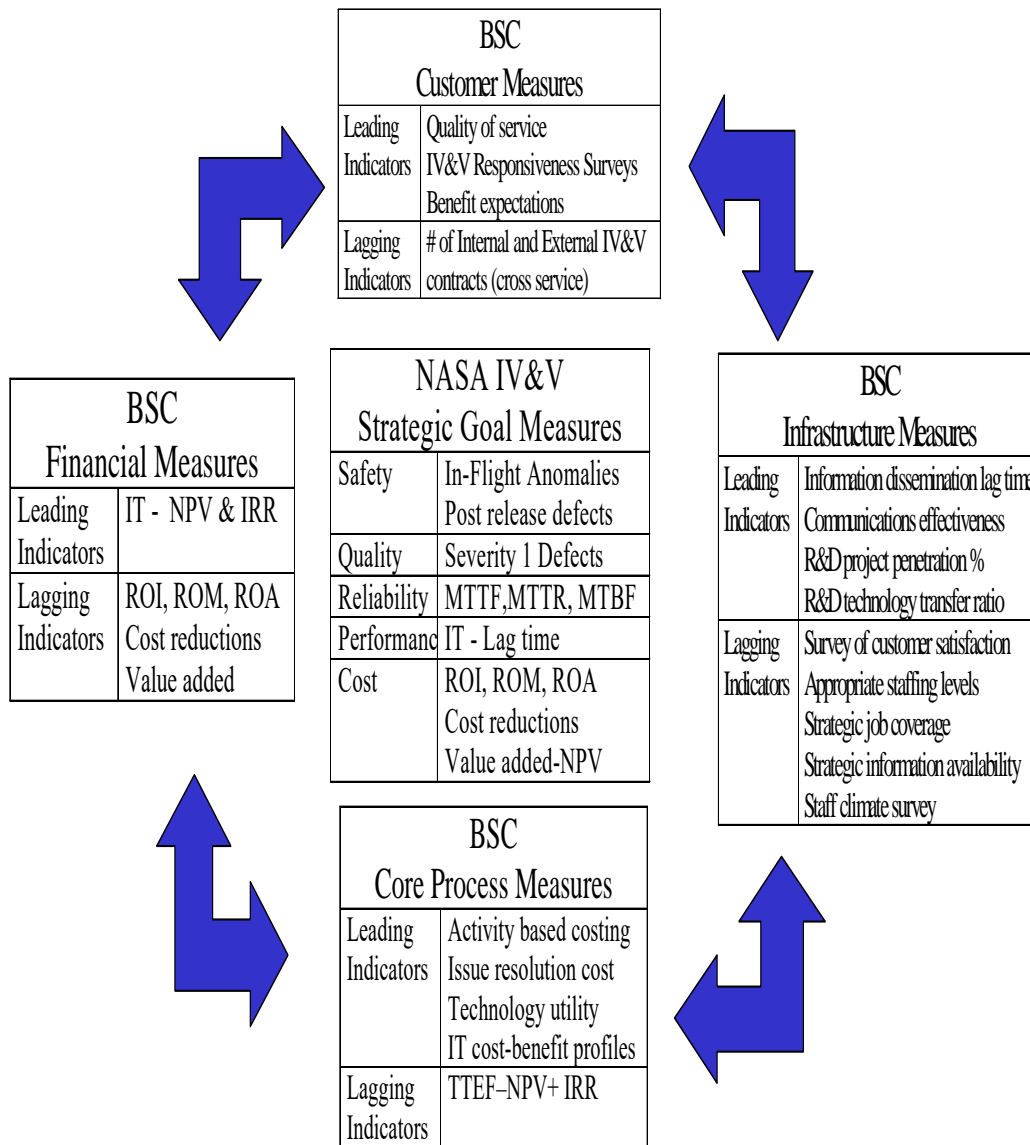 BSC
Customer Measures
Leading Quality of service
Indicators IV&V Responsiveness Surveys
Benefit expectations
Lagging # of Internal and External IV&V
Indicators contracts (cross service)
BSC
Financial Measures
Leading IT - NPV & IRR
Indicators
Lagging ROI, ROM, ROA
Indicators Cost reductions
Value added
NASA IV&V
Strategic Goal Measures
Safety In-Flight Anomalies
Post release defects
Quality Severity 1 Defects
Reliability MTTF,MTTR, MTBF
Performanc IT - Lag time
Cost ROI, ROM, ROA
Cost reductions
Value added-NPV
BSC
Infrastructure Measures
Leading Information dissemination lag time
Indicators Communications effectiveness
R&D project penetration %
R&D technology transfer ratio
Lagging Survey of customer satisfaction
Indicators Appropriate staffing levels
Strategic job coverage
Strategic information availability
Staff climate survey
BSC
Core Process Measures
Leading Activity based costing
Indicators Issue resolution cost
Technology utility
IT cost-benefit profiles
Lagging TTEF–NPV+ IRR
Indicators